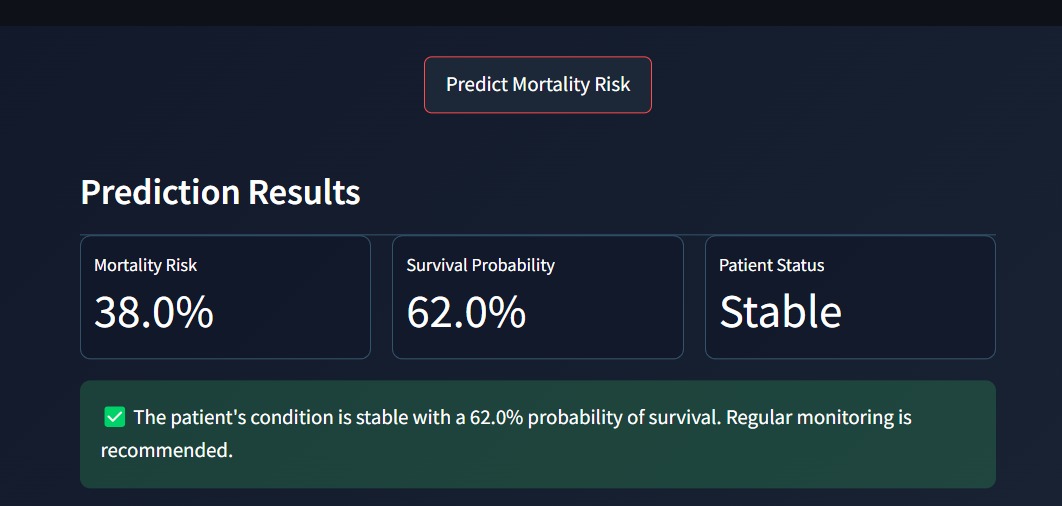 Predict Mortality Risk
Prediction Results
Mortality Risk
38.0%
Survival Probability
62.0%
Patient Status
Stable
✅ The patient's condition is stable with a 62.0% probability of survival. Regular monitoring is
recommended.